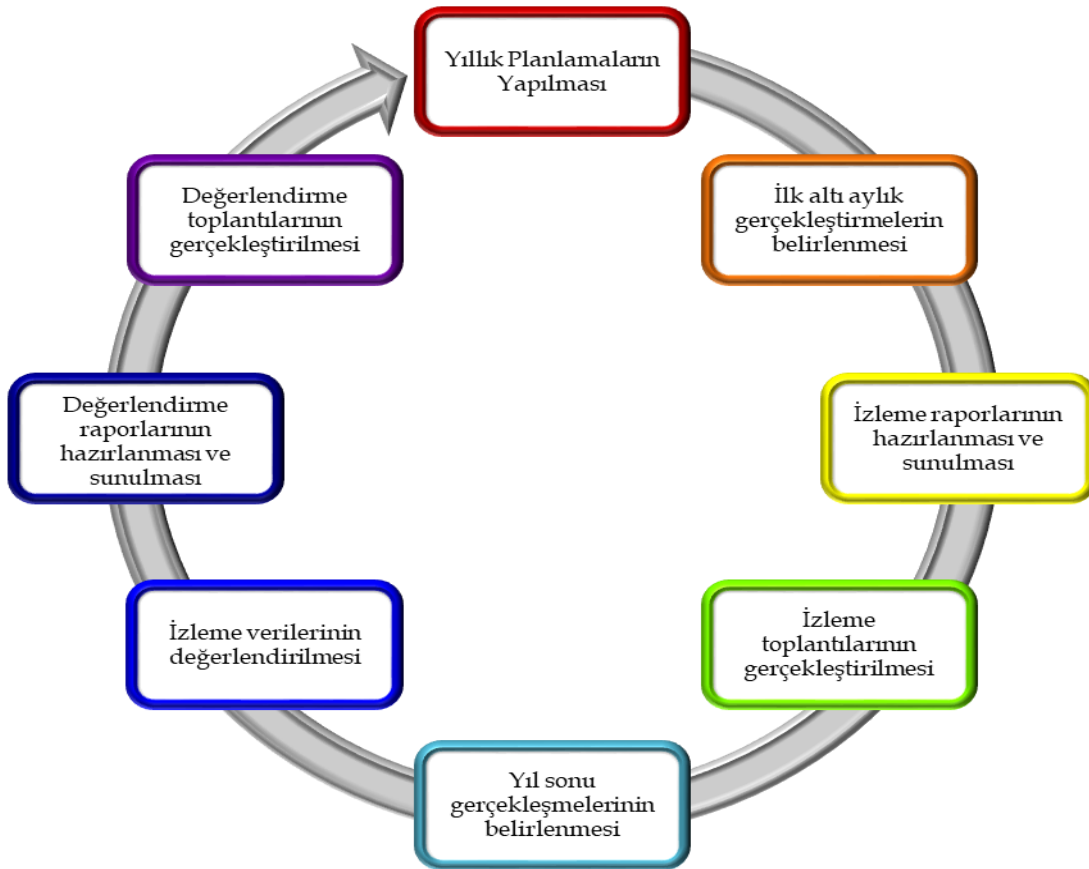 Yıllık Planlamaların
Yapılması
İlk altı aylık
gerçekleştirmelerin
belirlenmesi
İzleme raporlarının
hazırlanması ve
sunulması
İzleme
toplantılarının
gerçekleştirilmesi
Yıl sonu
gerçekleşmelerinin
belirlenmesi
İzleme verilerinin
değerlendirilmesi
Değerlendirme
raporlarının
hazırlanması ve
sunulması
Değerlendirme
toplantılarının
gerçekleştirilmesi